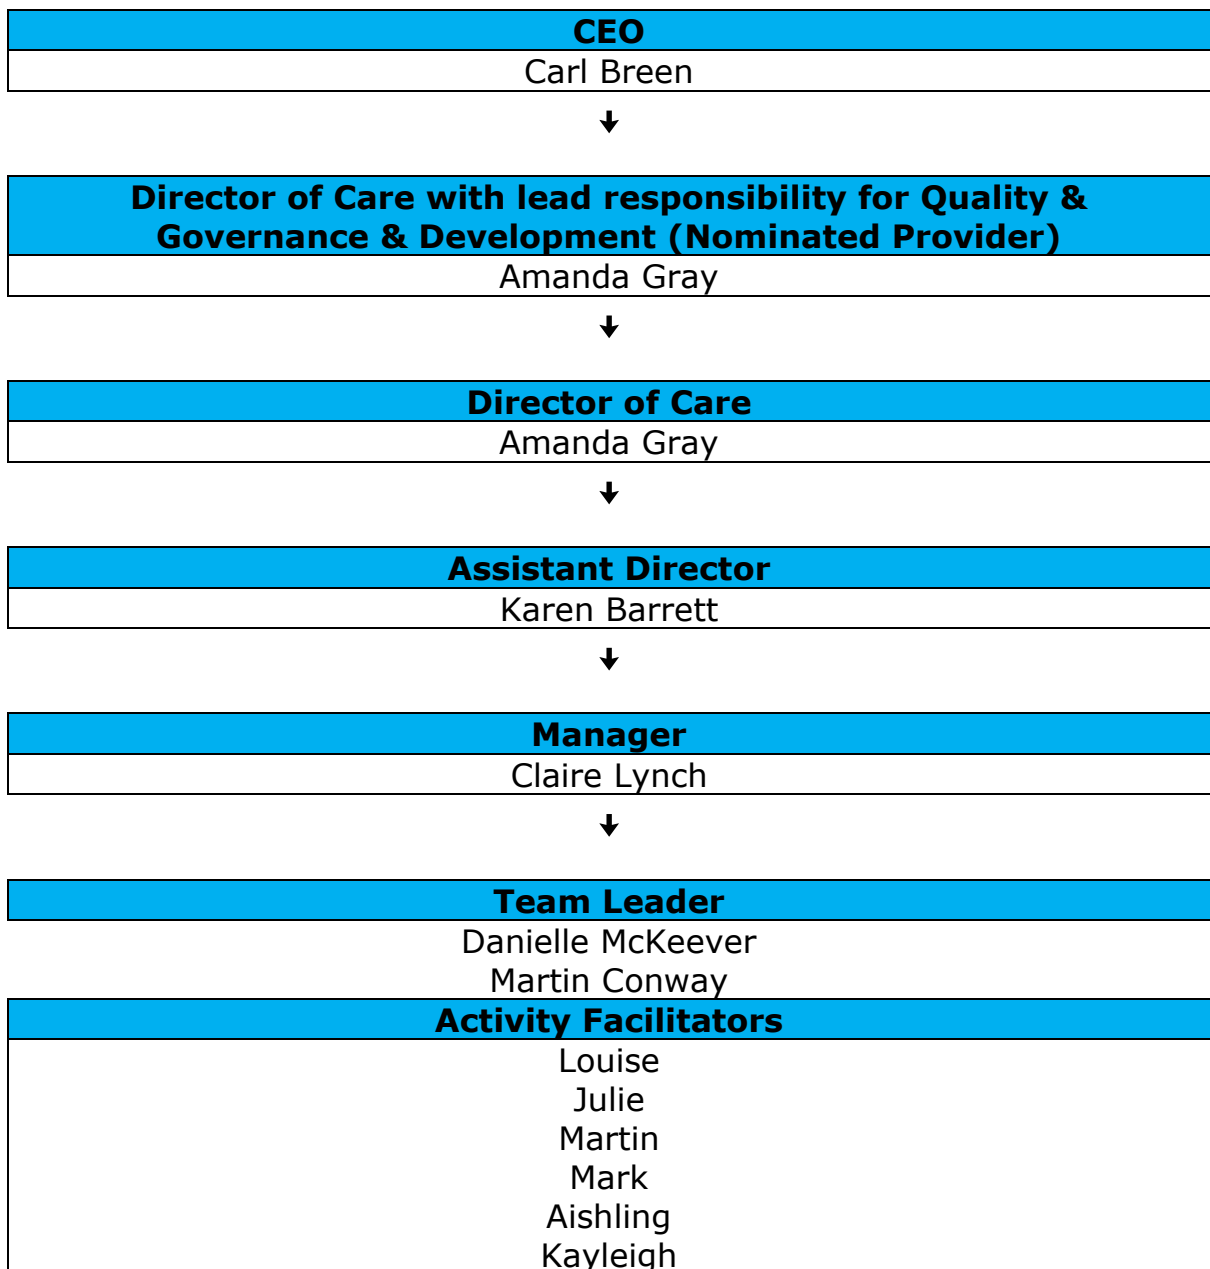 CEO
Carl Breen
Director of Care with lead responsibility for Quality &
Governance & Development (Nominated Provider)
Amanda Gray
Director of Care
Amanda Gray
Assistant Director
Karen Barrett
Manager
Claire Lynch
Team Leader
Danielle McKeever
Martin Conway
Activity Facilitators
Louise
Julie
Martin
Mark
Aishling
Kayleigh